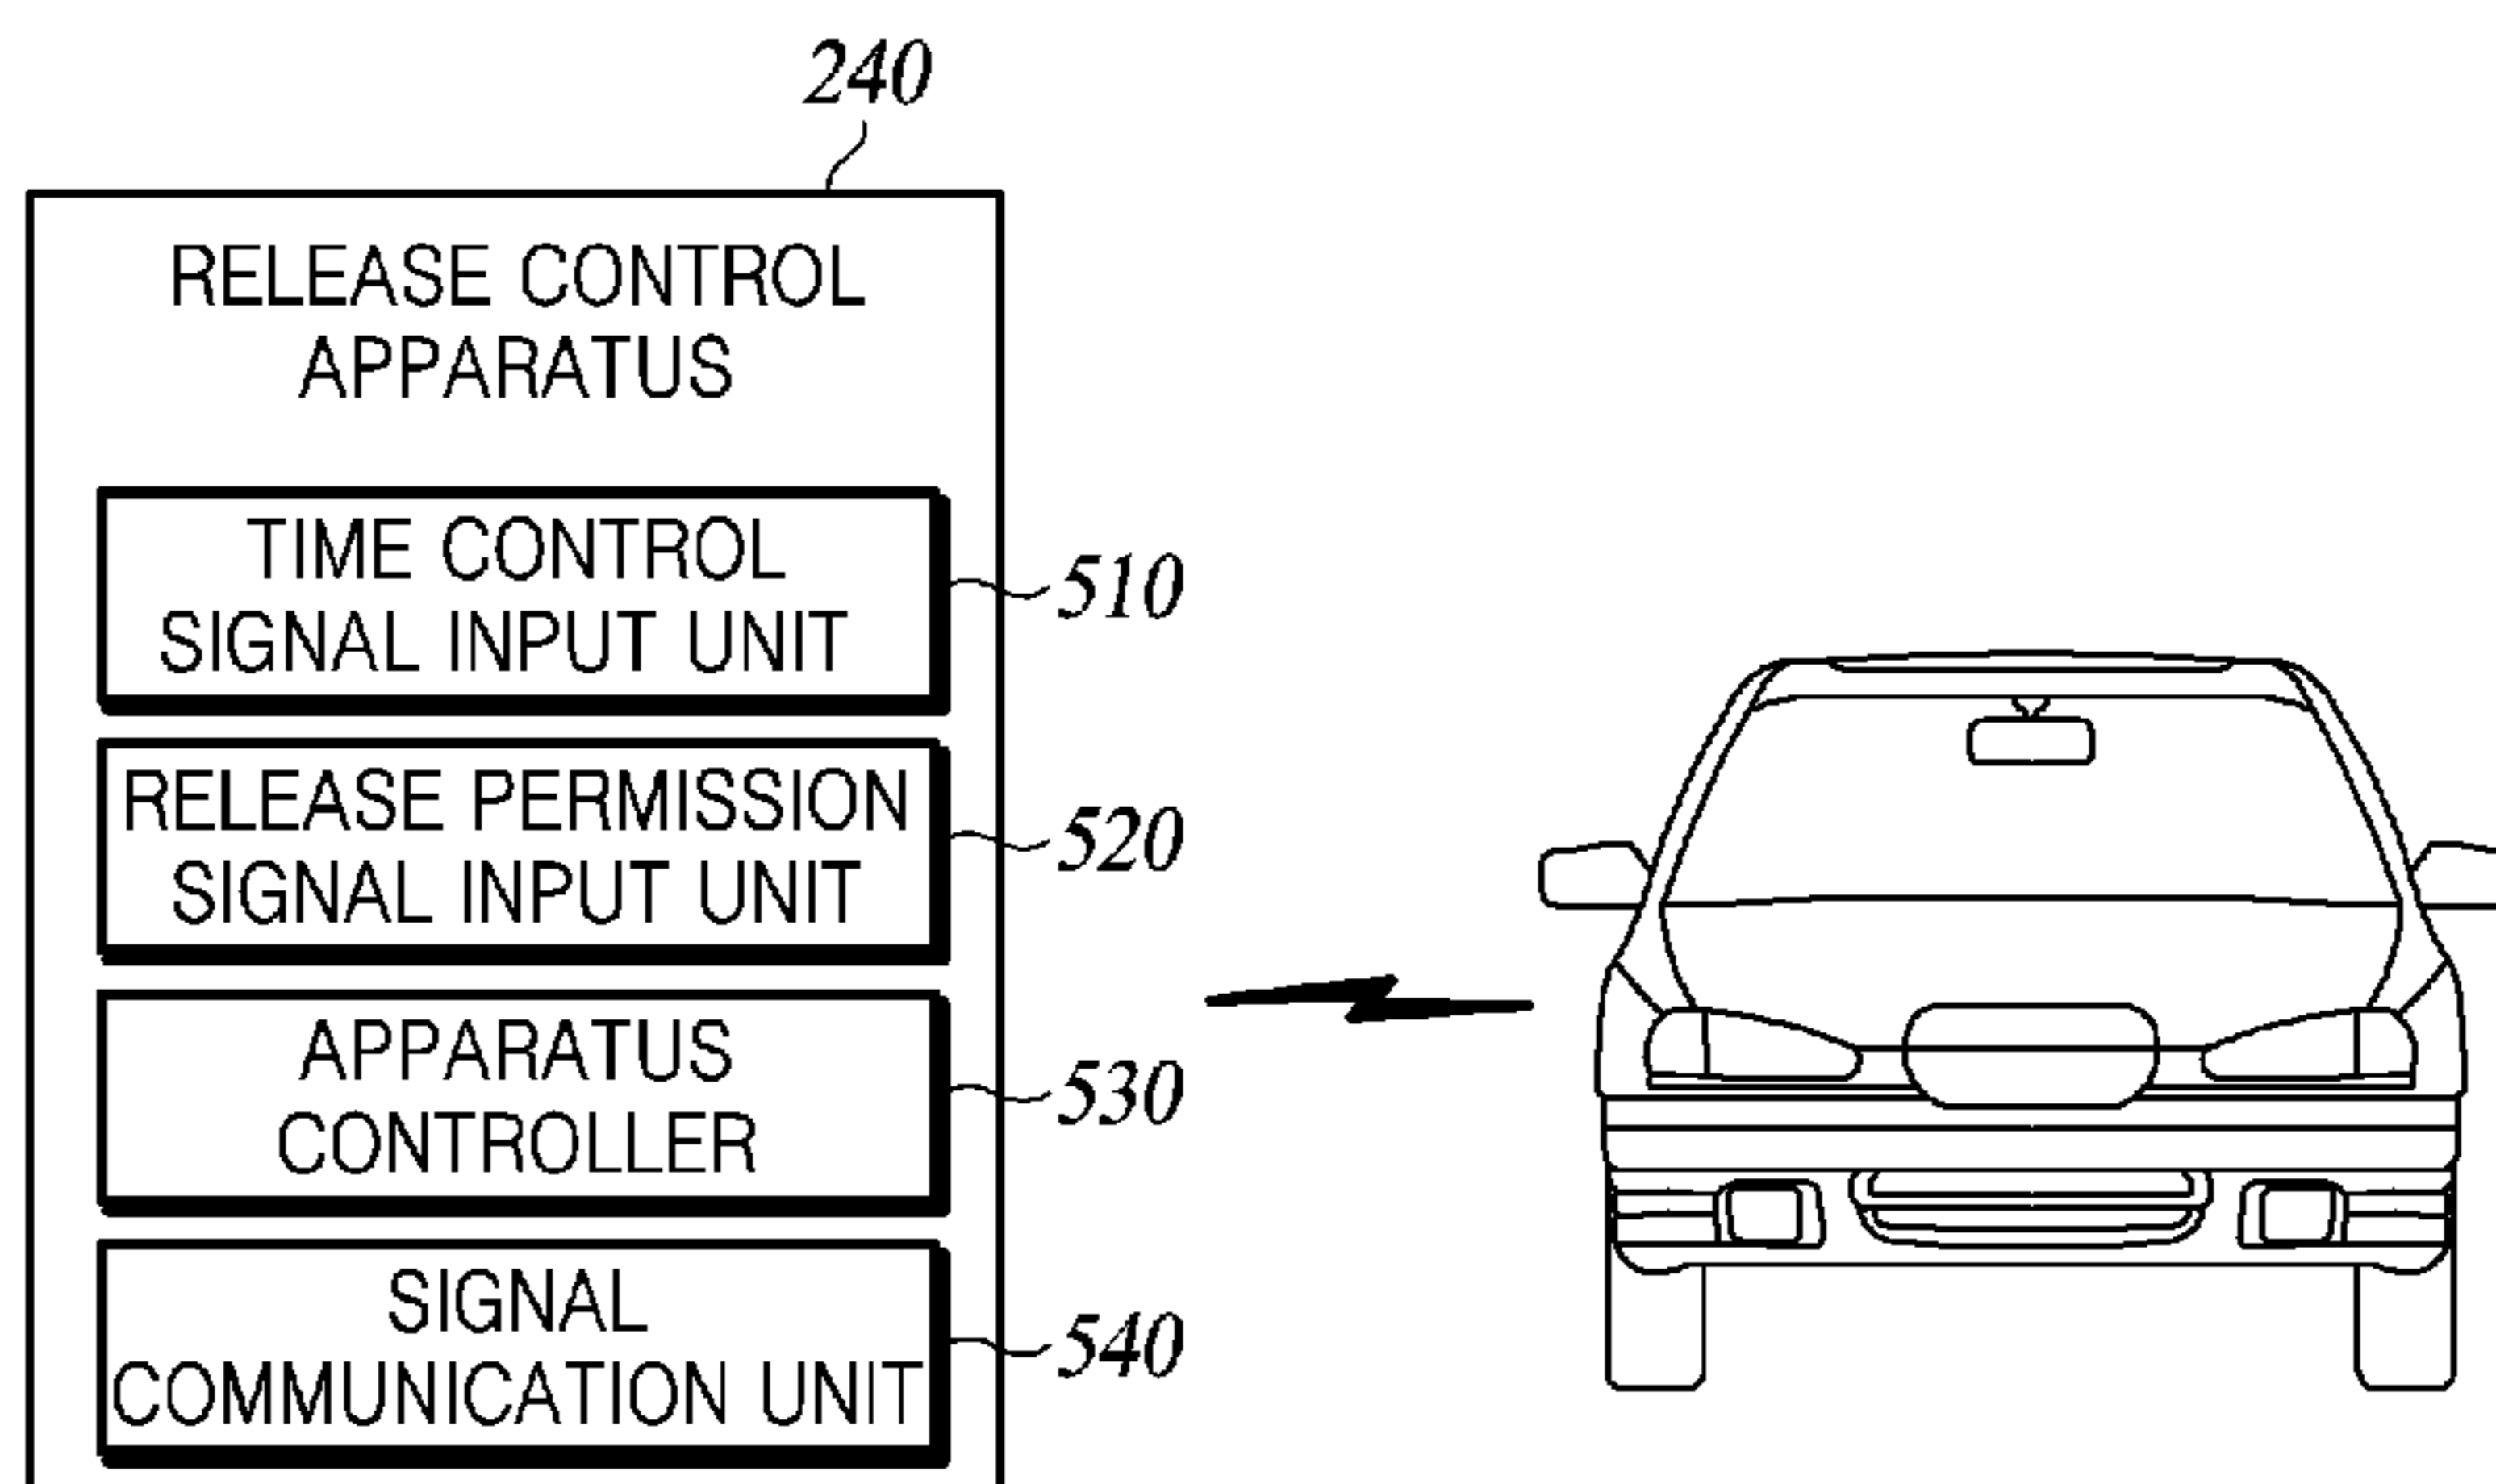 240
RELEASE CONTROL
APPARATUS
TIME CONTROL
SIGNAL INPUT UNIT
510
RELEASE PERMISSION
SIGNAL INPUT UNIT
520
APPARATUS
CONTROLLER
530
SIGNAL
COMMUNICATION UNIT
540